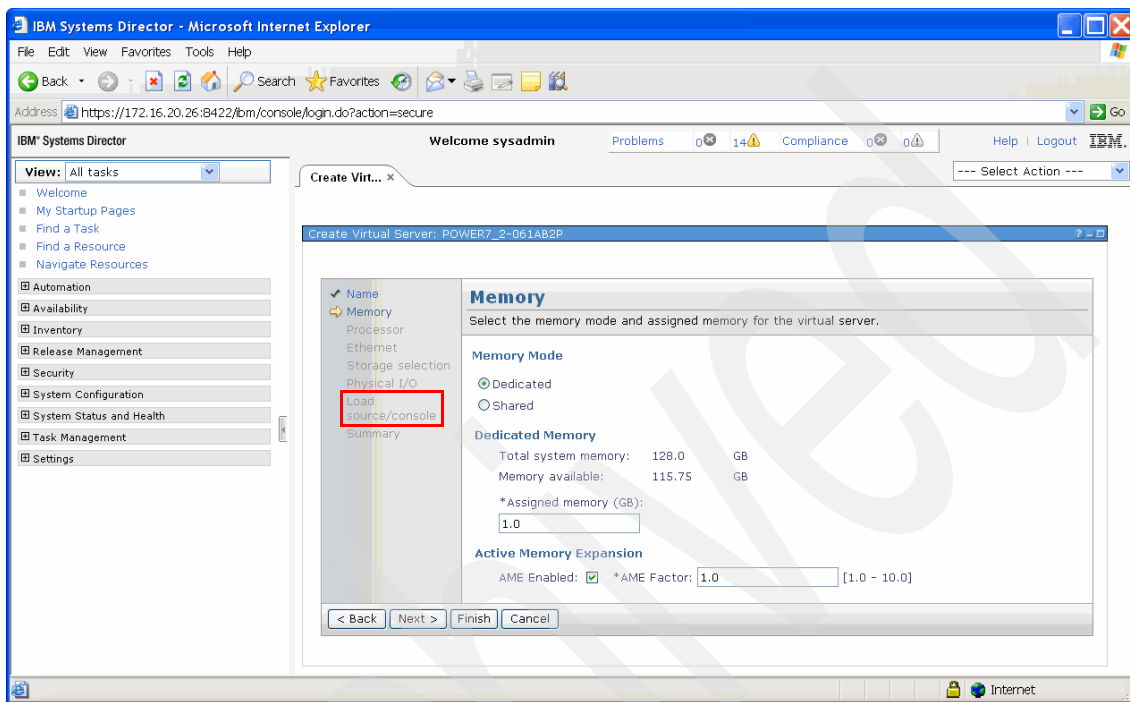 IBM Systems Director - Microsoft Internet Explorer
File Edit View Favorites Tools Help
Back Search Favorites
Address https://172.16.20.26:8422/ibm/console/login.do?action=secure Go
IBM® Systems Director Welcome sysadmin Problems 0 14 Compliance 0 0 Help | Logout IBM.
View: All tasks
Create Virt... × --- Select Action ---
Welcome
My Startup Pages
Find a Task
Find a Resource
Navigate Resources
Automation
Availability
Inventory
Release Management
Security
System Configuration
System Status and Health
Task Management
Settings
Create Virtual Server: POWER7_2-061AB2P
Name
Memory
Processor
Ethernet
Storage selection
Physical I/O
Load
source/console
Summary
Memory
Select the memory mode and assigned memory for the virtual server.
Memory Mode
Dedicated
Shared
Dedicated Memory
Total system memory: 128.0 GB
Memory available: 115.75 GB
*Assigned memory (GB):
1.0
Active Memory Expansion
AME Enabled: *AME Factor: 1.0 [1.0 - 10.0]
< Back Next > Finish Cancel
Internet